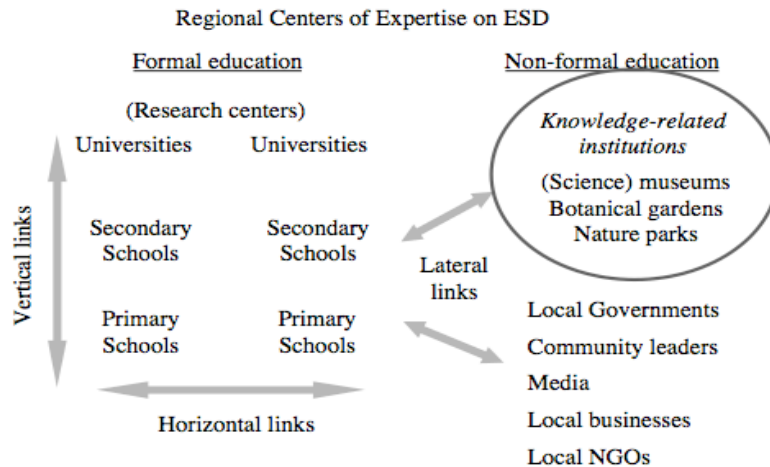 Regional Centers of Expertise on ESD
Formal education
Non-formal education
(Research centers)
Universities
Universities
Secondary
Schools
Secondary
Schools
Primary
Schools
Primary
Schools
Vertical links
Horizontal links
Lateral
links
Knowledge-related
institutions
(Science) museums
Botanical gardens
Nature parks
Local Governments
Community leaders
Media
Local businesses
Local NGOs